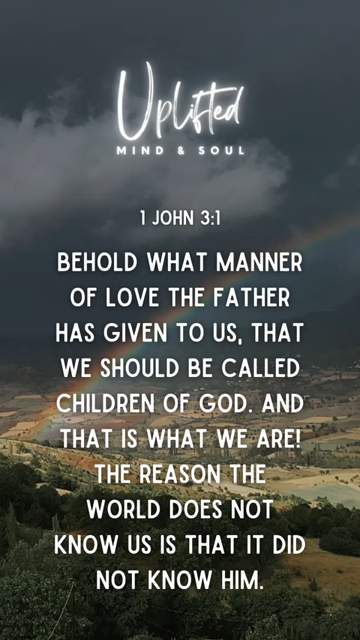 Uplifted
MIND & SOUL
1 JOHN 3:1
BEHOLD WHAT MANNER
OF LOVE THE FATHER
HAS GIVEN TO US, THAT
WE SHOULD BE CALLED
CHILDREN OF GOD. AND
THAT IS WHAT WE ARE!
THE REASON THE
WORLD DOES NOT
KNOW US IS THAT IT DID
NOT KNOW HIM.